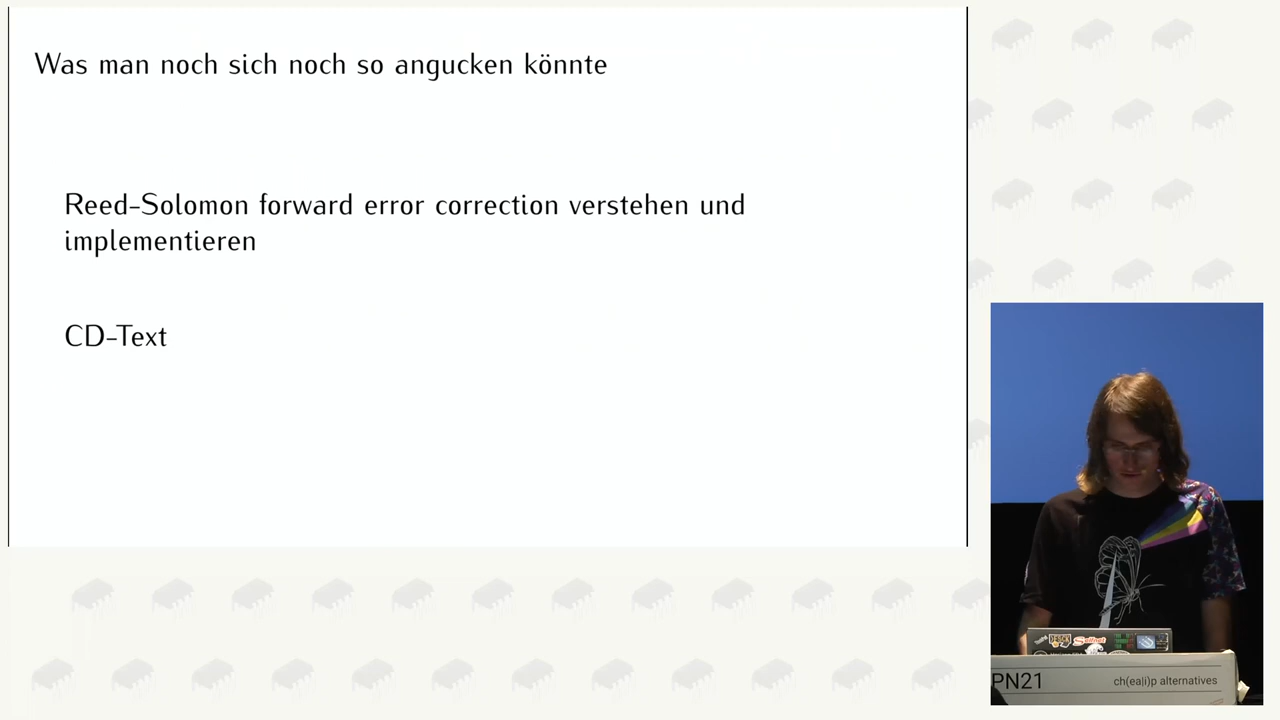 Was man noch sich noch so angucken könnte
Reed-Solomon forward error correction verstehen und
implementieren
CD-Text
PN21
ch(ea|i)p alternatives